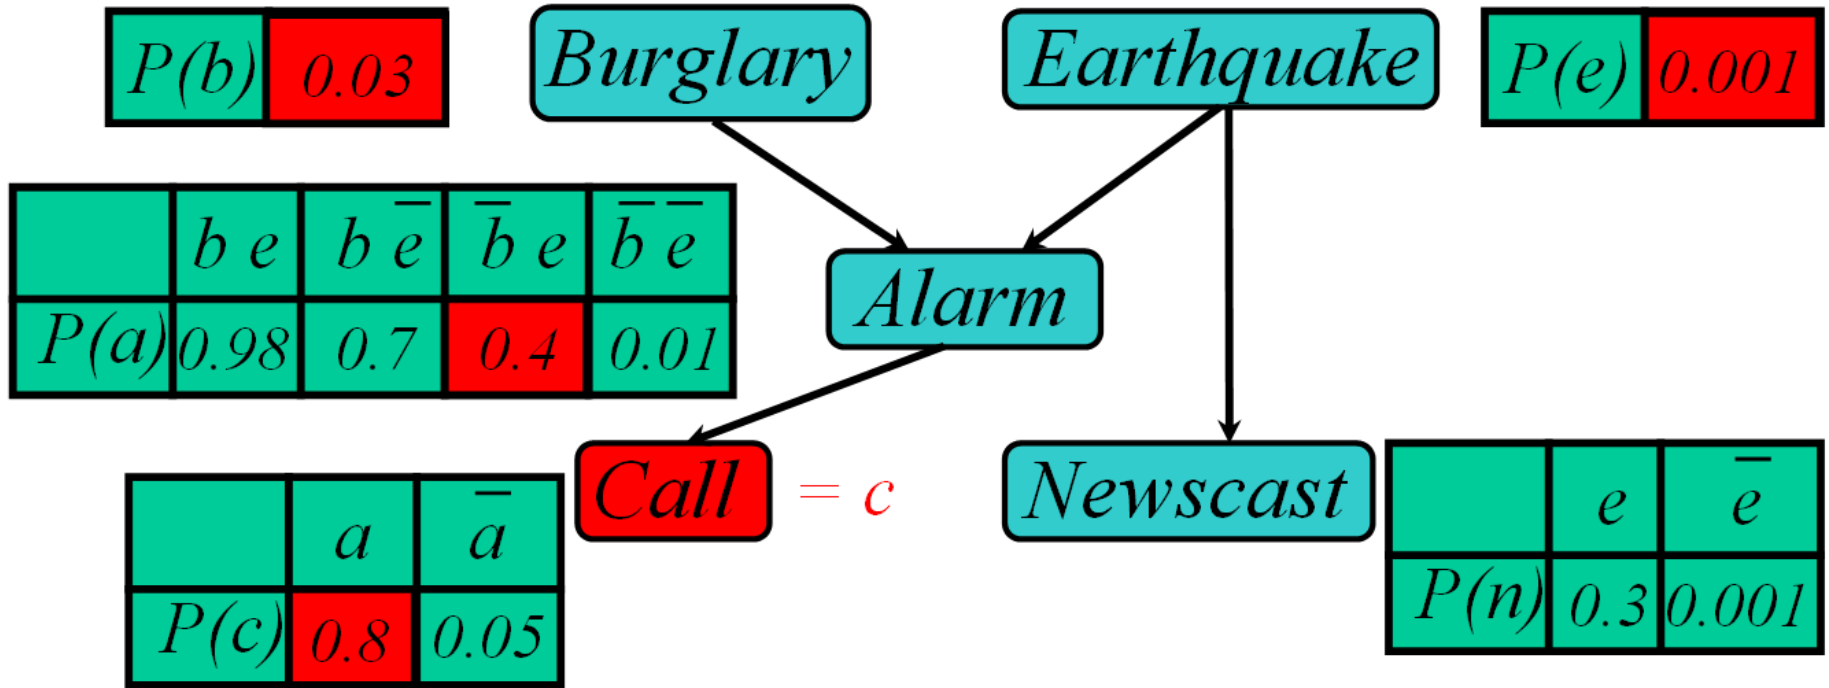 P(b) 0.03
Burglary
Earthquake
P(e) 0.001
b e b e̅ b̅ e b̅ e̅
P(a) 0.98 0.7 0.4 0.01
Alarm
Call = c
Newscast
a a̅
P(c) 0.8 0.05
e e̅
P(n) 0.3 0.001